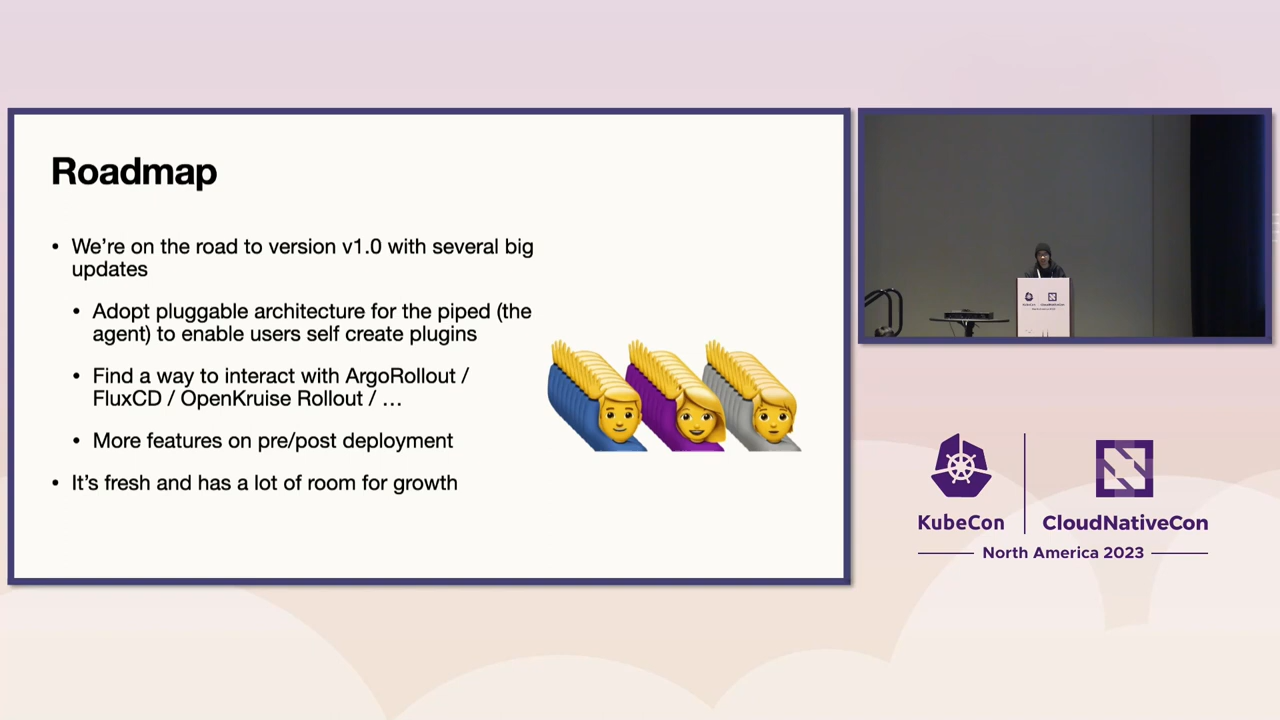 Roadmap
• We're on the road to version v1.0 with several big
updates
• Adopt pluggable architecture for the piped (the
agent) to enable users self create plugins
• Find a way to interact with ArgoRollout /
FluxCD / OpenKruise Rollout / …
• More features on pre/post deployment
• It's fresh and has a lot of room for growth
KubeCon
CloudNativeCon
North America 2023